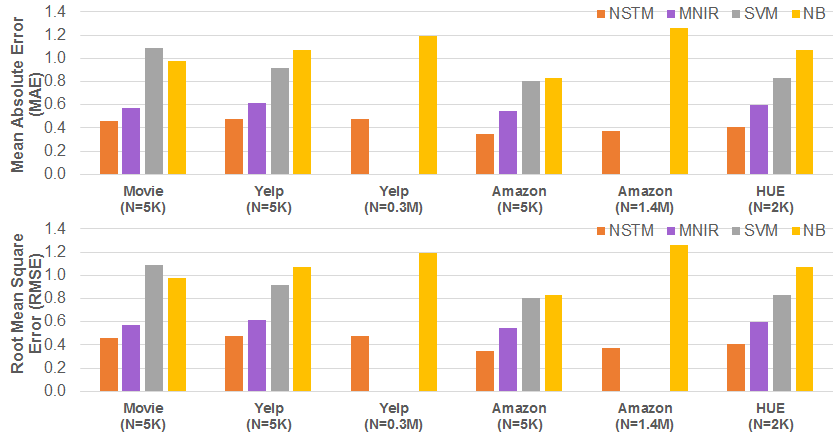 Mean Absolute Error
(MAE)
NSTM MNIR SVM NB
1.4
1.2
1.0
0.8
0.6
0.4
0.2
0.0
Movie Yelp Yelp Amazon Amazon HUE
(N=5K) (N=5K) (N=0.3M) (N=5K) (N=1.4M) (N=2K)
Root Mean Square
Error (RMSE)
NSTM MNIR SVM NB
1.4
1.2
1.0
0.8
0.6
0.4
0.2
0.0
Movie Yelp Yelp Amazon Amazon HUE
(N=5K) (N=5K) (N=0.3M) (N=5K) (N=1.4M) (N=2K)